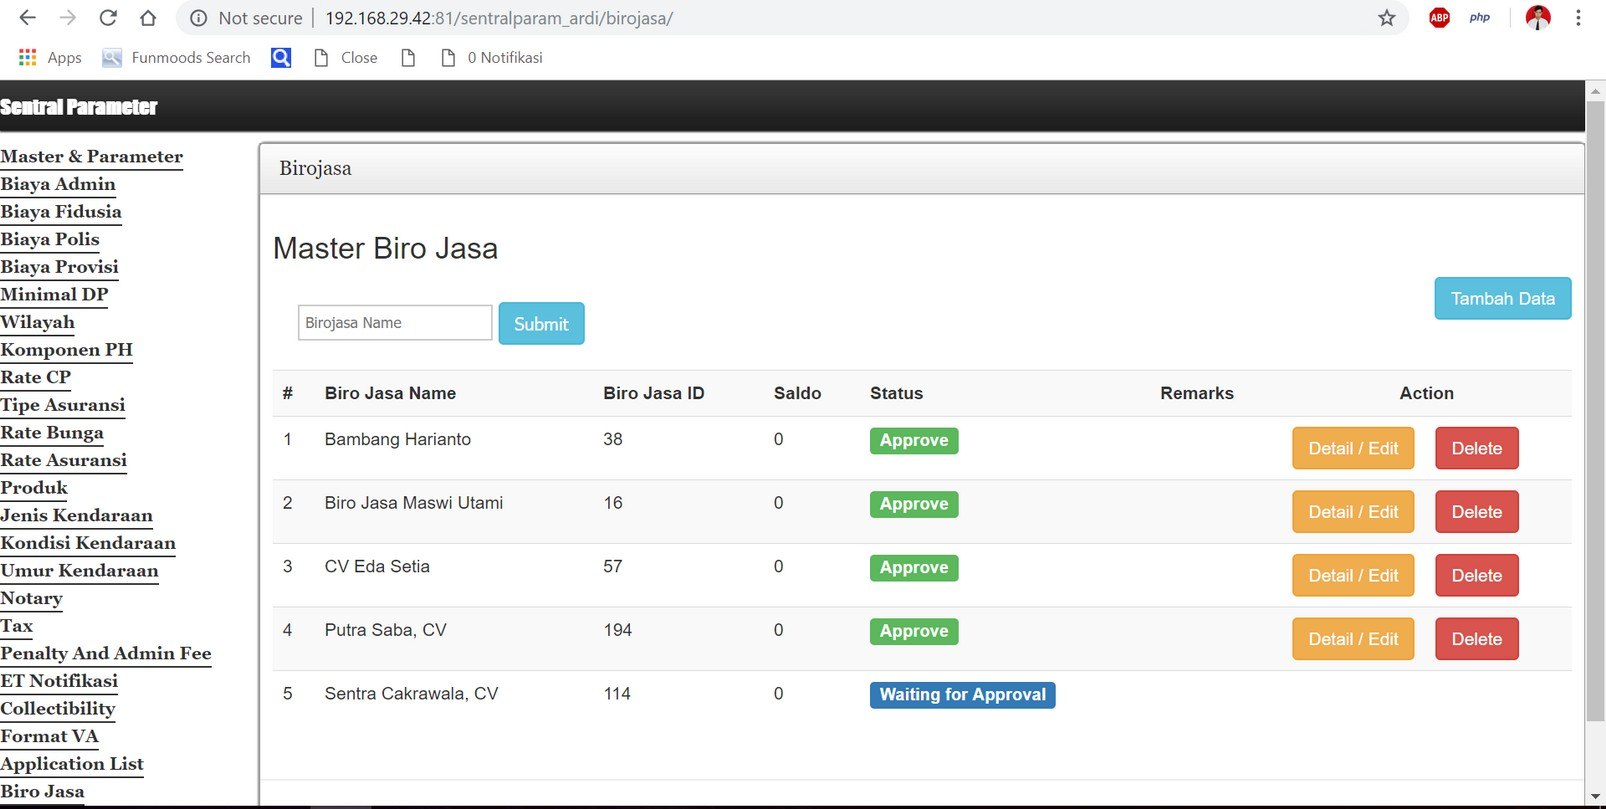 Not secure 192.168.29.42:81/sentralparam_ardi/birojasa/ ABP php
Apps Funmoods Search Close 0 Notifikasi
Sentral Parameter
Master & Parameter
Biaya Admin
Biaya Fidusia
Biaya Polis
Biaya Provisi
Minimal DP
Wilayah
Komponen PH
Rate CP
Tipe Asuransi
Rate Bunga
Rate Asuransi
Produk
Jenis Kendaraan
Kondisi Kendaraan
Umur Kendaraan
Notary
Tax
Penalty And Admin Fee
ET Notifikasi
Collectibility
Format VA
Application List
Biro Jasa
Birojasa
Master Biro Jasa
Tambah Data
Birojasa Name Submit
# Biro Jasa Name Biro Jasa ID Saldo Status Remarks Action
1 Bambang Harianto 38 0 Approve Detail / Edit Delete
2 Biro Jasa Maswi Utami 16 0 Approve Detail / Edit Delete
3 CV Eda Setia 57 0 Approve Detail / Edit Delete
4 Putra Saba, CV 194 0 Approve Detail / Edit Delete
5 Sentra Cakrawala, CV 114 0 Waiting for Approval